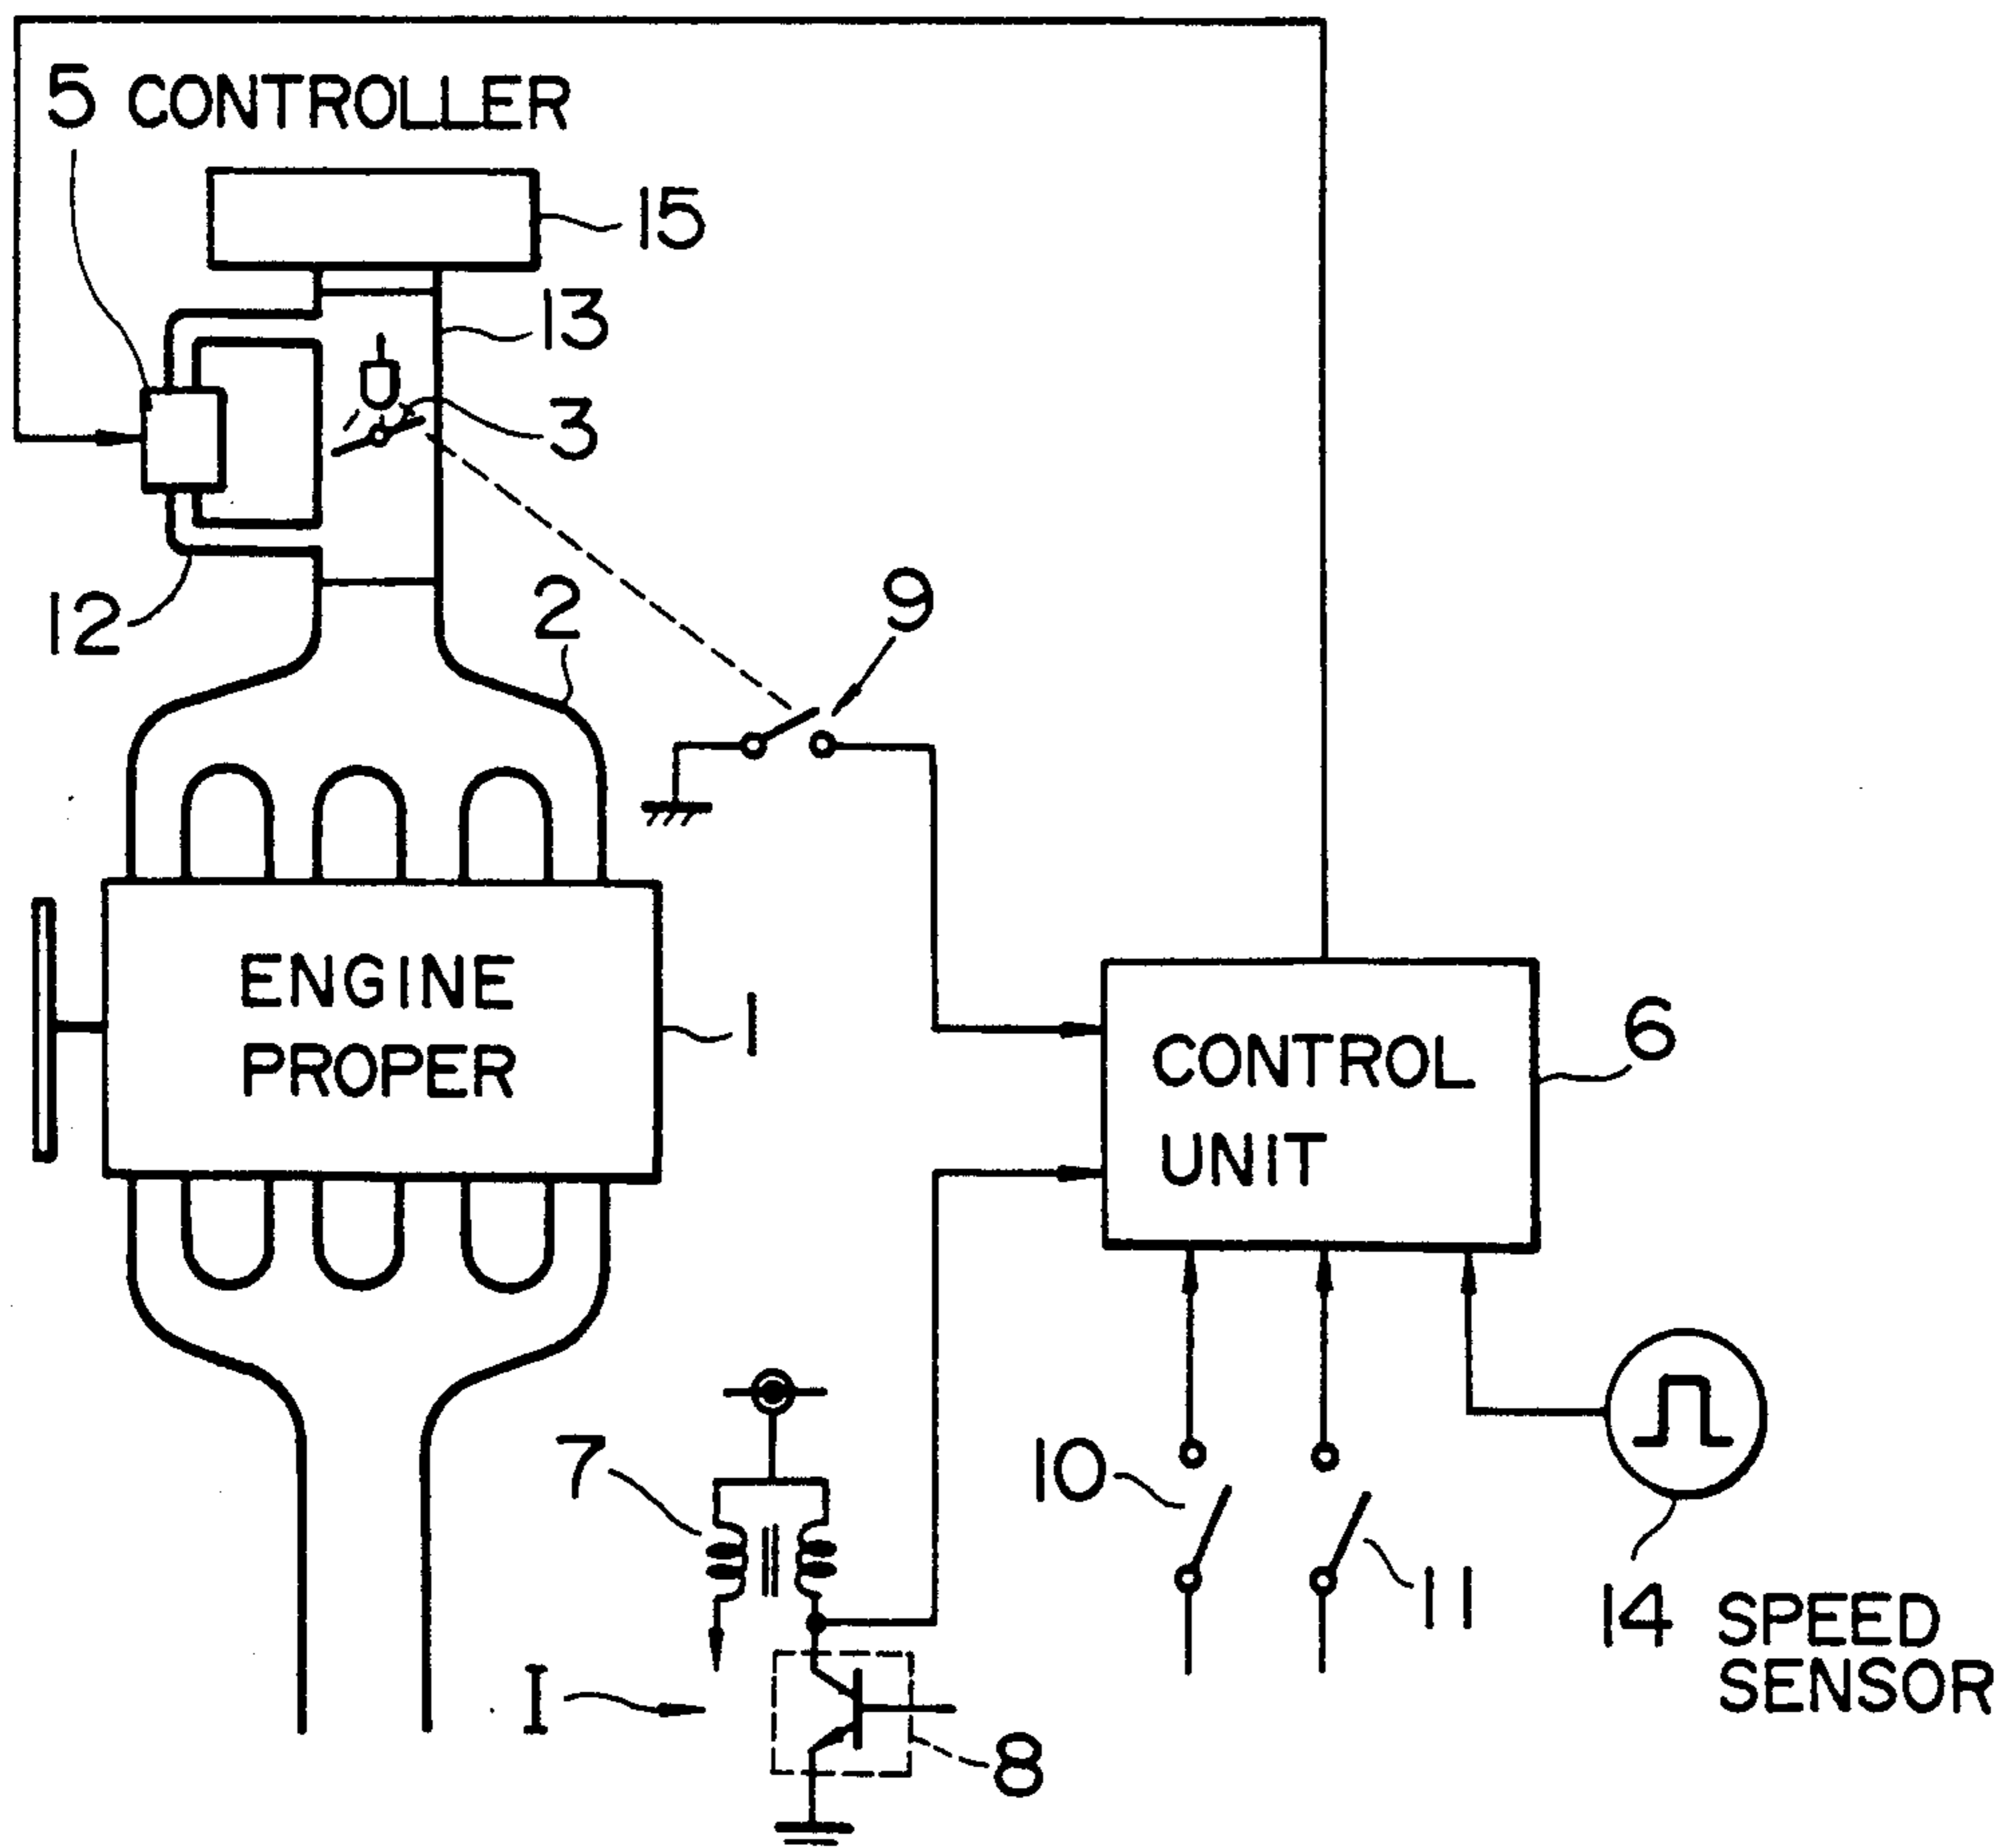 5 CONTROLLER
15
13
3
12
2
9
ENGINE
PROPER
1
CONTROL
UNiT
6
7
10
11
14 SPEED
SENSOR
I
8